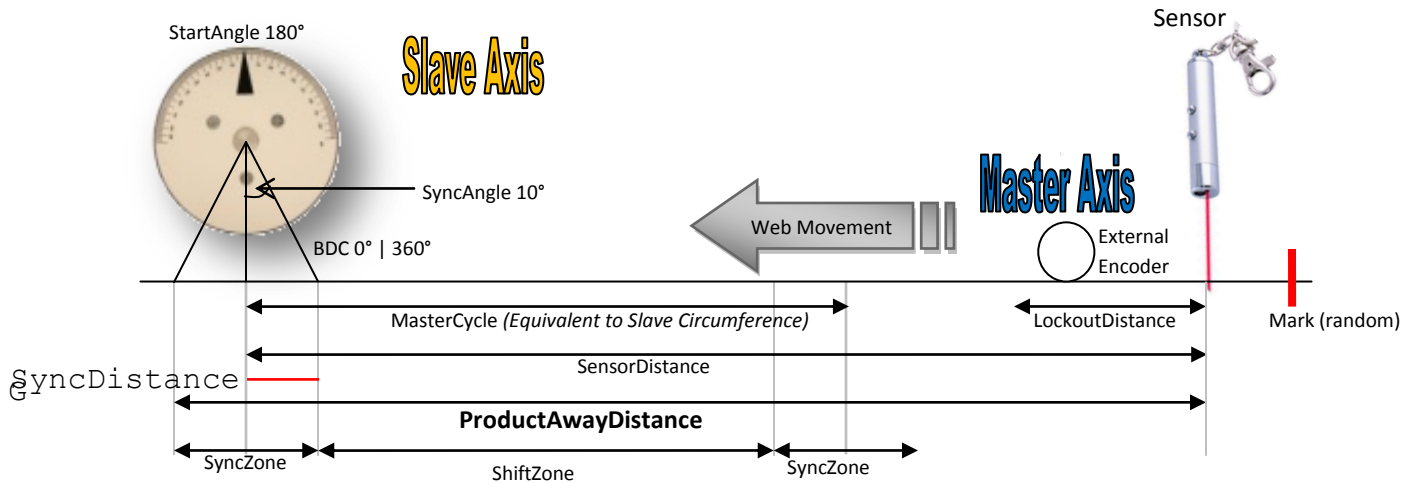 Sensor
StartAngle 180°
Slave Axis
Master Axis
SyncAngle 10°
Web Movement
BDC 0° | 360°
External
Encoder
MasterCycle (Equivalent to Slave Circumference)
LockoutDistance
Mark (random)
SensorDistance
SyncDistance
G
ProductAwayDistance
SyncZone
ShiftZone
SyncZone